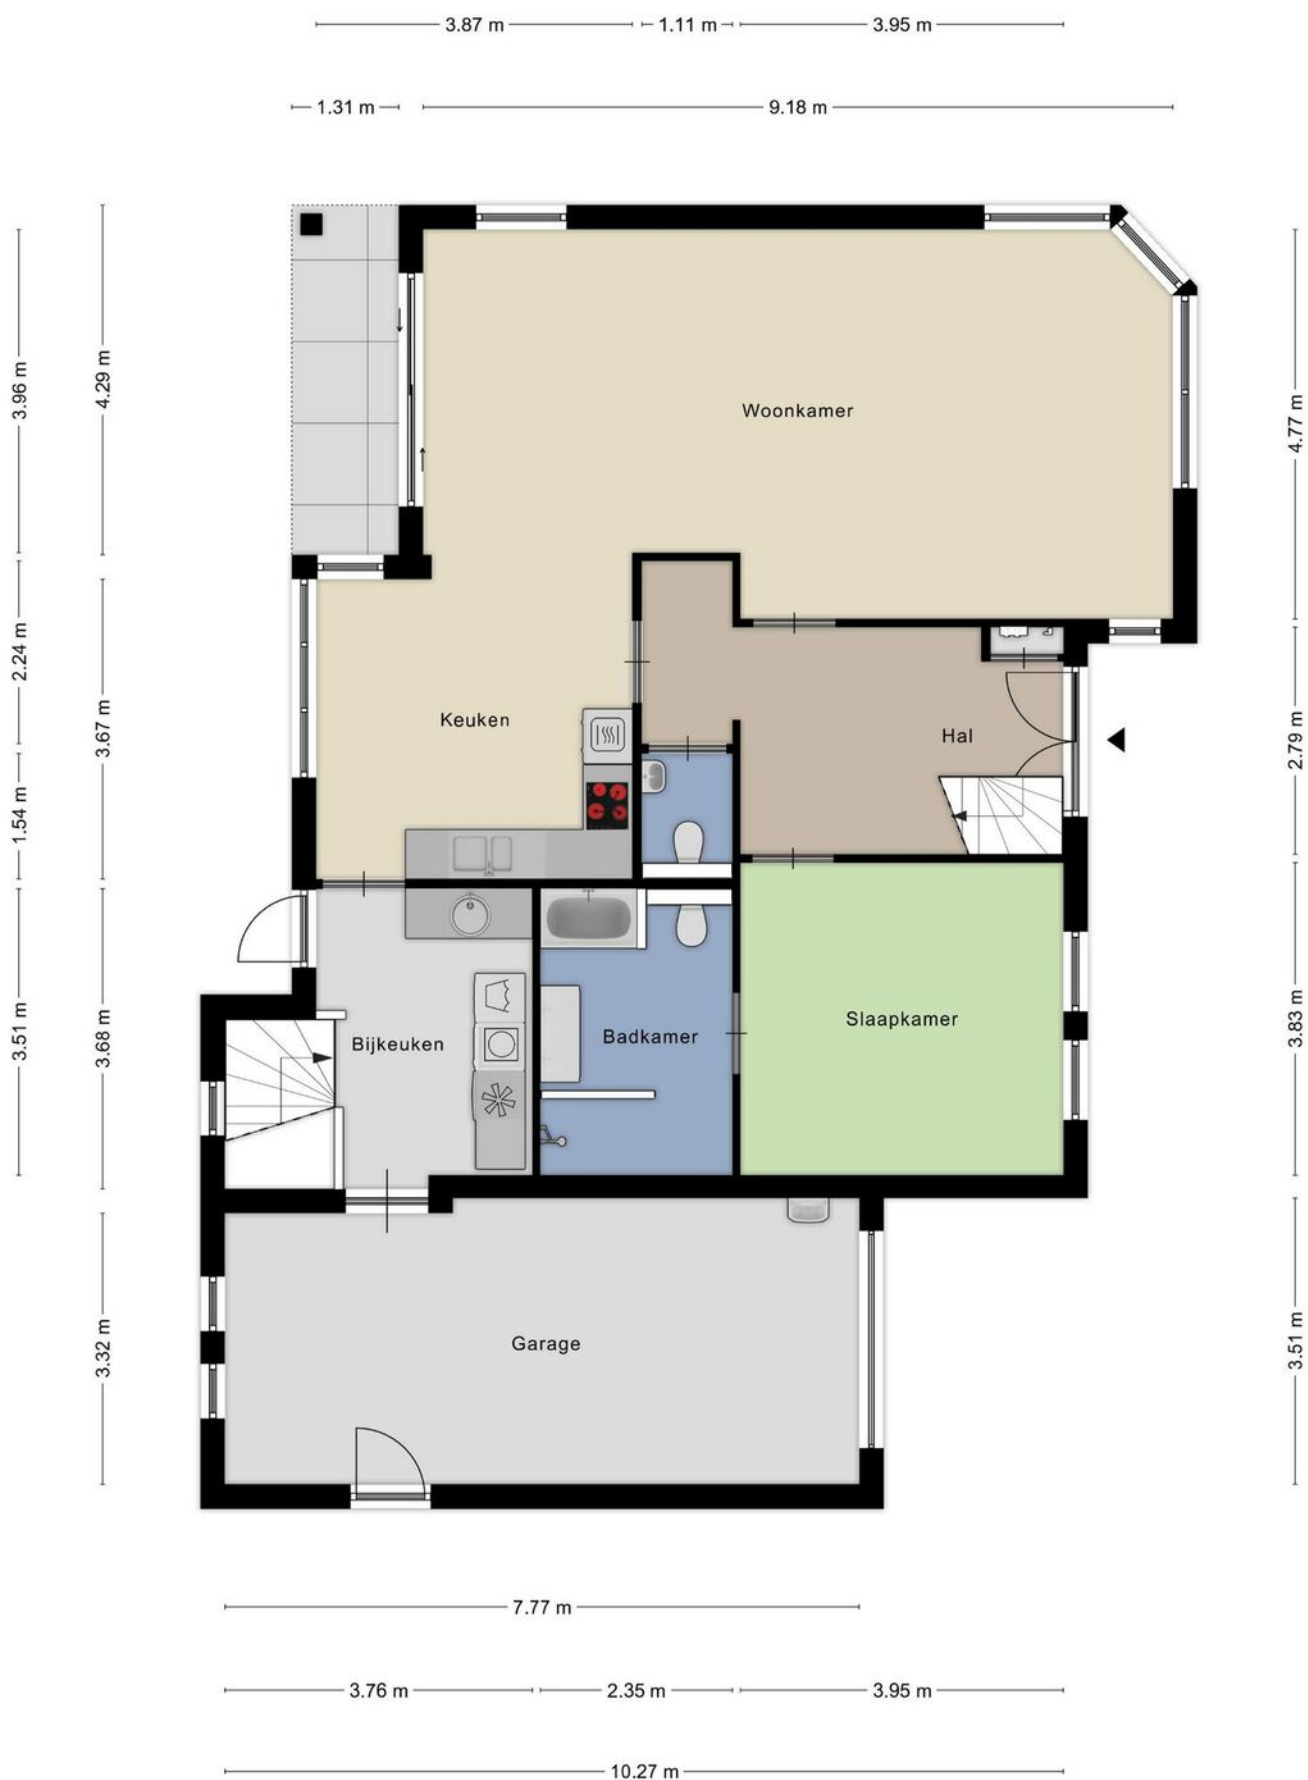 3.87 m
1.11 m
3.95 m
1.31 m
9.18 m
3.96 m
4.29 m
4.77 m
Woonkamer
2.24 m
3.67 m
Keuken
Hal
2.79 m
1.54 m
3.51 m
3.68 m
Bijkeuken
Badkamer
Slaapkamer
3.83 m
3.32 m
Garage
3.51 m
7.77 m
3.76 m
2.35 m
3.95 m
10.27 m